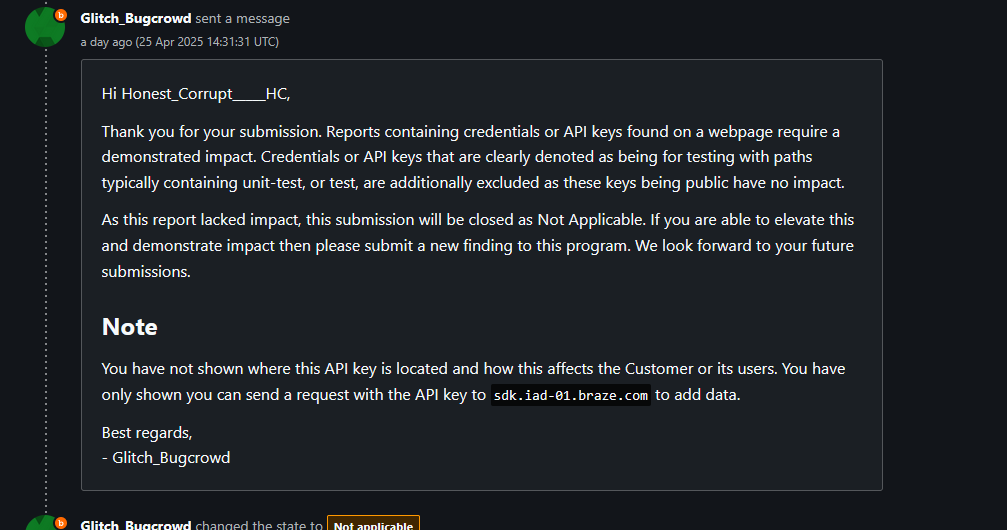 Glitch_Bugcrowd sent a message
a day ago (25 Apr 2025 14:31:31 UTC)
Hi Honest_Corrupt_____HC,
Thank you for your submission. Reports containing credentials or API keys found on a webpage require a
demonstrated impact. Credentials or API keys that are clearly denoted as being for testing with paths
typically containing unit-test, or test, are additionally excluded as these keys being public have no impact.
As this report lacked impact, this submission will be closed as Not Applicable. If you are able to elevate this
and demonstrate impact then please submit a new finding to this program. We look forward to your future
submissions.
Note
You have not shown where this API key is located and how this affects the Customer or its users. You have
only shown you can send a request with the API key to sdk.iad-01.braze.com to add data.
Best regards,
- Glitch_Bugcrowd
Glitch_Bugcrowd changed the state to Not applicable